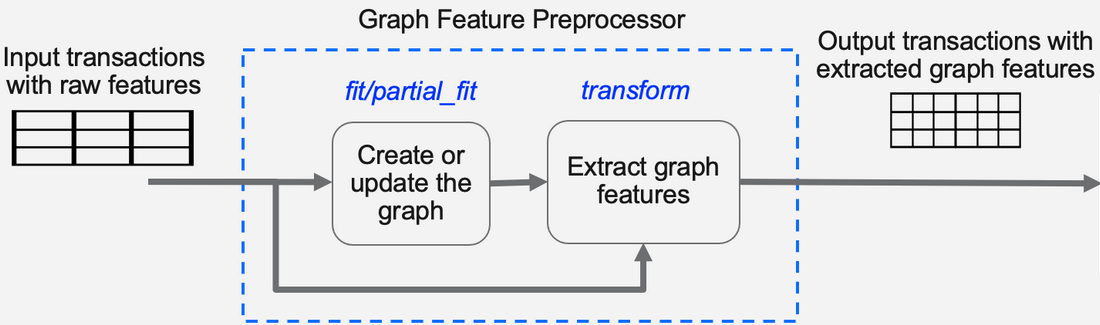 Graph Feature Preprocessor
Input transactions
with raw features
Output transactions with
extracted graph features
fit/partial_fit
transform
Create or
update the
graph
Extract graph
features